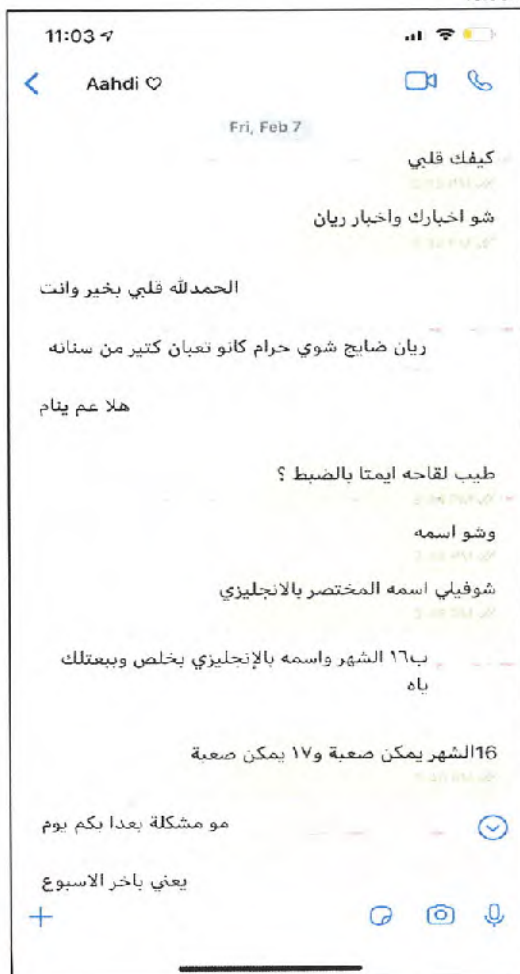 11:03
Aahdi ♡
Fri, Feb 7
كيفك قلبي
شو اخبارك واخبار ريان
الحمدلله قلبي بخير وانت
ريان ضايج شوي حرام كانو تعبان كتير من سنانه
هلا عم ينام
طيب لقاحه ايمتا بالضبط ؟
وشو اسمه
شوفيلي اسمه المختصر بالانجليزي
ب١٦ الشهر واسمه بالإنجليزي بخلص وببعتلك
ياه
16الشهر يمكن صعبة و١٧ يمكن صعبة
مو مشكلة بعدا بكم يوم
يعني باخر الاسبوع